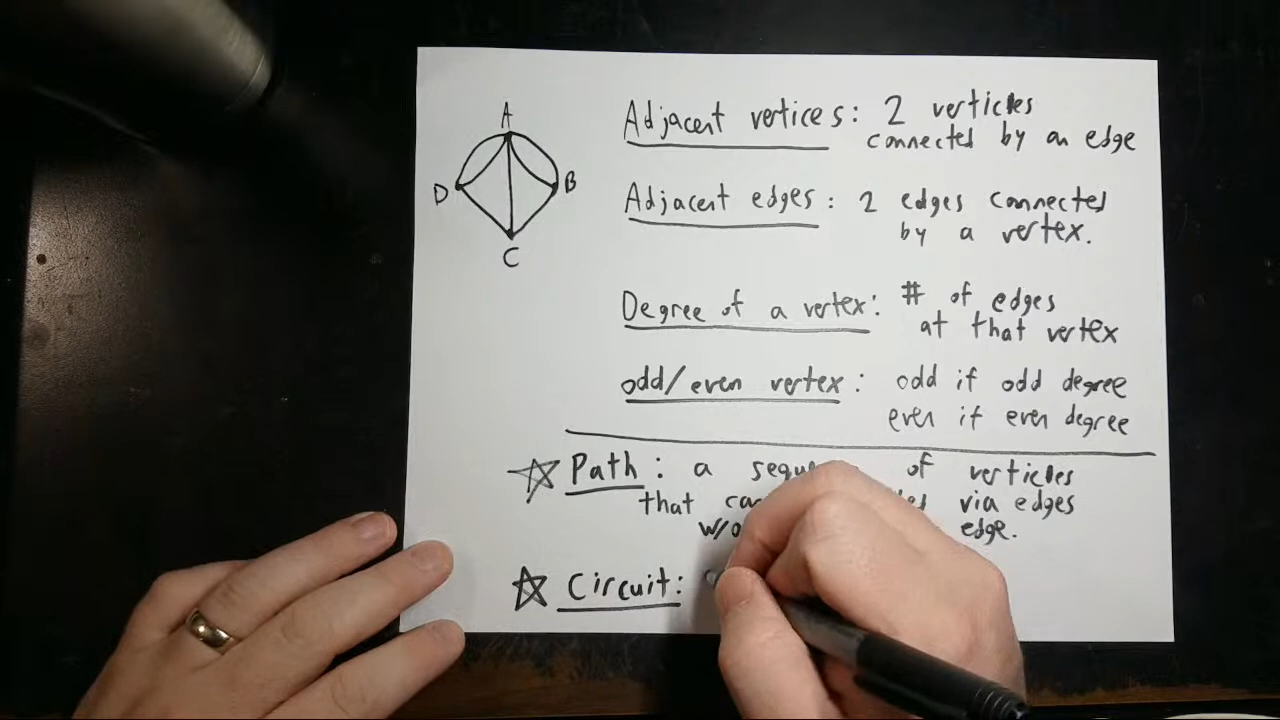 A
D
B
C
Adjacent vertices: 2 verticles
connected by an edge
Adjacent edges: 2 edges connected
by a vertex.
Degree of a vertex: # of edges
at that vertex
odd/even vertex: odd if odd degree
even if even degree
Path: a of verticles
that via edges
edge.
Circuit: